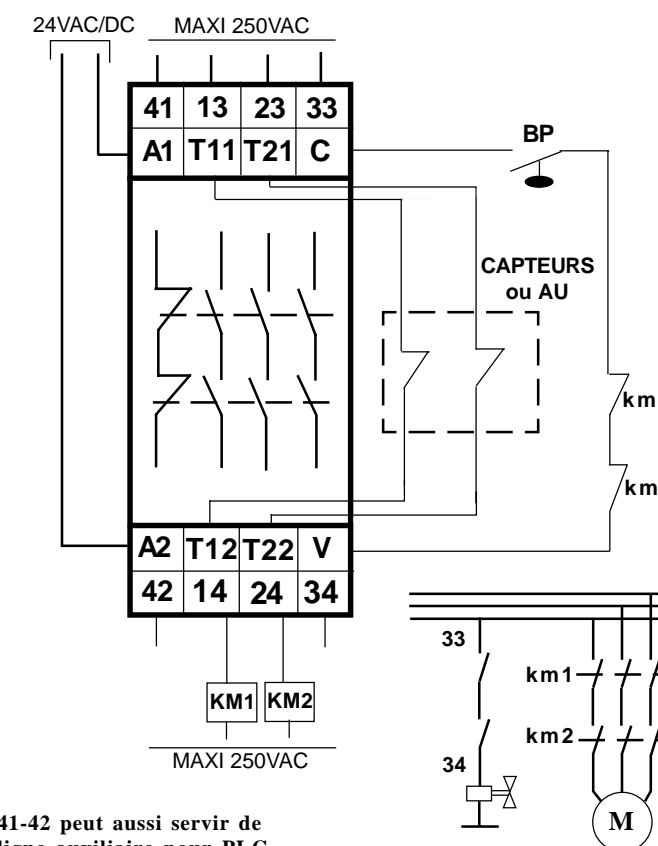 24VAC/DC MAXI 250VAC
41 13 23 33
A1 T11 T21 C
BP
CAPTEURS
ou AU
km
km
A2 T12 T22 V
42 14 24 34
33
km1
KM1 KM2
km2
MAXI 250VAC
34
M
41-42 peut aussi servir de
ligne auxiliaire pour PLC